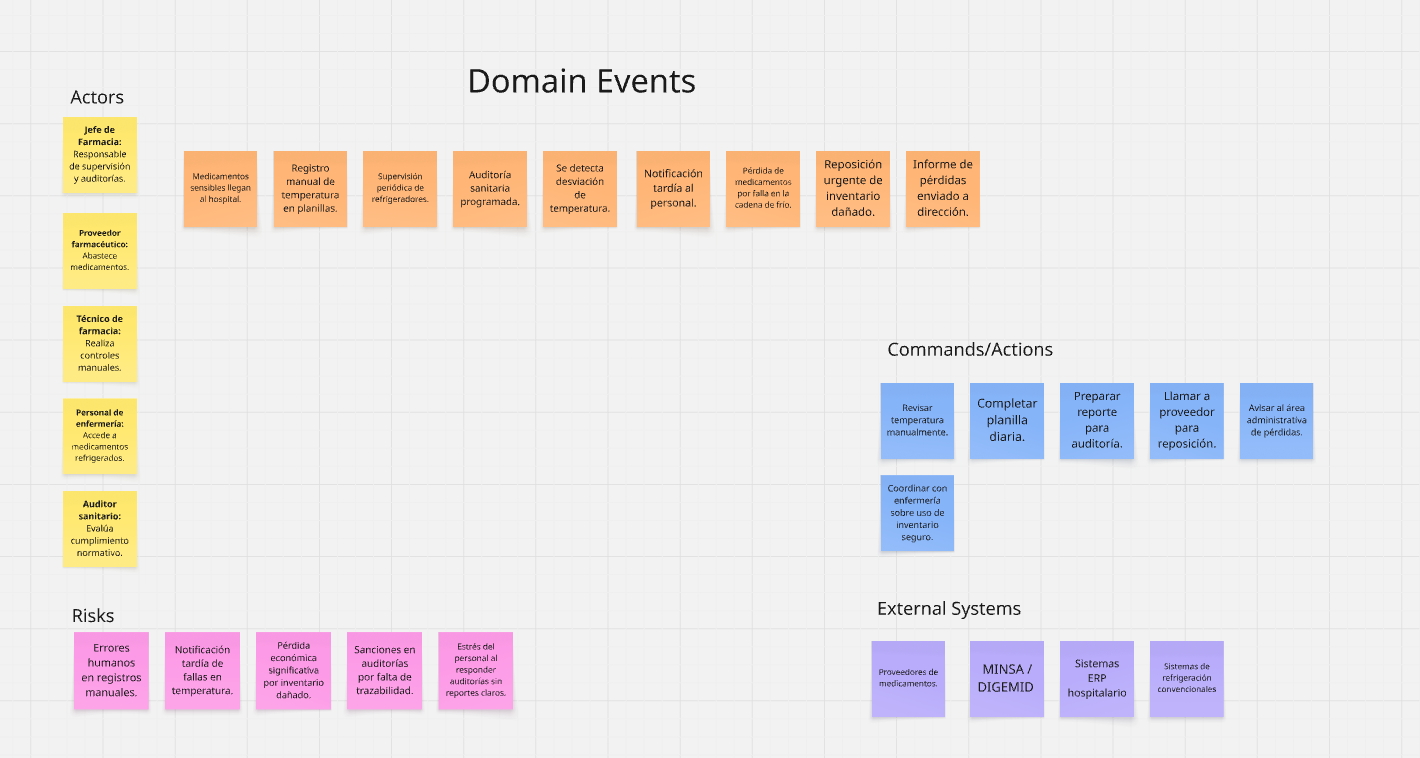 Domain Events
Actors
Jefe de
Farmacia:
Responsable
de supervisión
y auditorías.
Proveedor
farmacéutico:
Abastece
medicamentos.
Técnico de
farmacia:
Realiza
controles
manuales.
Personal de
enfermería:
Accede a
medicamentos
refrigerados.
Auditor
sanitario:
Evalúa
cumplimiento
normativo.
Medicamentos
sensibles llegan
al hospital.
Registro
manual de
temperatura
en planillas.
Supervisión
periódica de
refrigeradores.
Auditoría
sanitaria
programada.
Se detecta
desviación
de
temperatura.
Notificación
tardía al
personal.
Pérdida de
medicamentos
por falla en la
cadena de frío.
Reposición
urgente de
inventario
dañado.
Informe de
pérdidas
enviado a
dirección.
Commands/Actions
Revisar
temperatura
manualmente.
Completar
planilla
diaria.
Preparar
reporte
para
auditoría.
Llamar a
proveedor
para
reposición.
Avisar al área
administrativa
de pérdidas.
Coordinar con
enfermería
sobre uso de
inventario
seguro.
Risks
Errores
humanos
en registros
manuales.
Notificación
tardía de
fallas en
temperatura.
Pérdida
económica
significativa
por inventario
dañado.
Sanciones en
auditorías
por falta de
trazabilidad.
Estrés del
personal al
responder
auditorías sin
reportes claros.
External Systems
Proveedores de
medicamentos.
MINSA /
DIGEMID
Sistemas
ERP
hospitalario
Sistemas de
refrigeración
convencionales